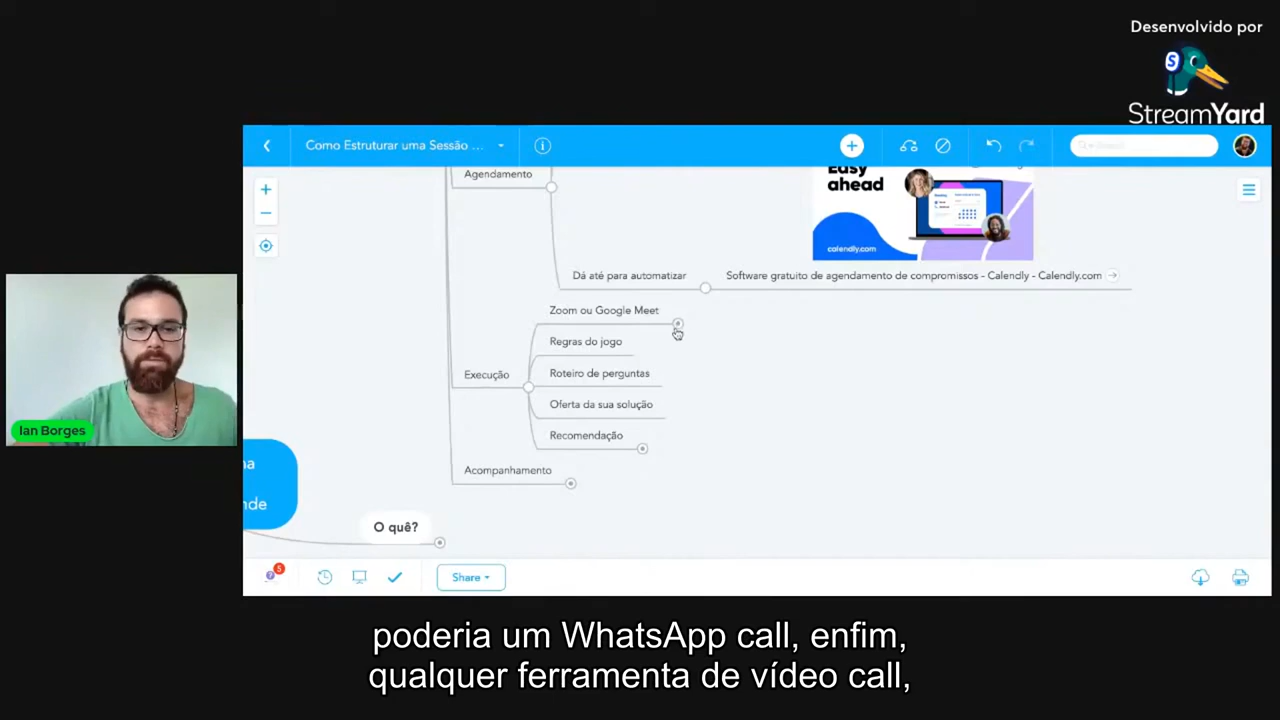 Desenvolvido por
StreamYard
Como Estruturar uma Sessão ...
Easy
ahead
calendly.com
Agendamento
Dá até para automatizar
Software gratuito de agendamento de compromissos - Calendly - Calendly.com
Zoom ou Google Meet
Regras do jogo
Execução
Roteiro de perguntas
Oferta da sua solução
Recomendação
Acompanhamento
O quê?
Ian Borges
5
Share
poderia um WhatsApp call, enfim,
qualquer ferramenta de vídeo call,